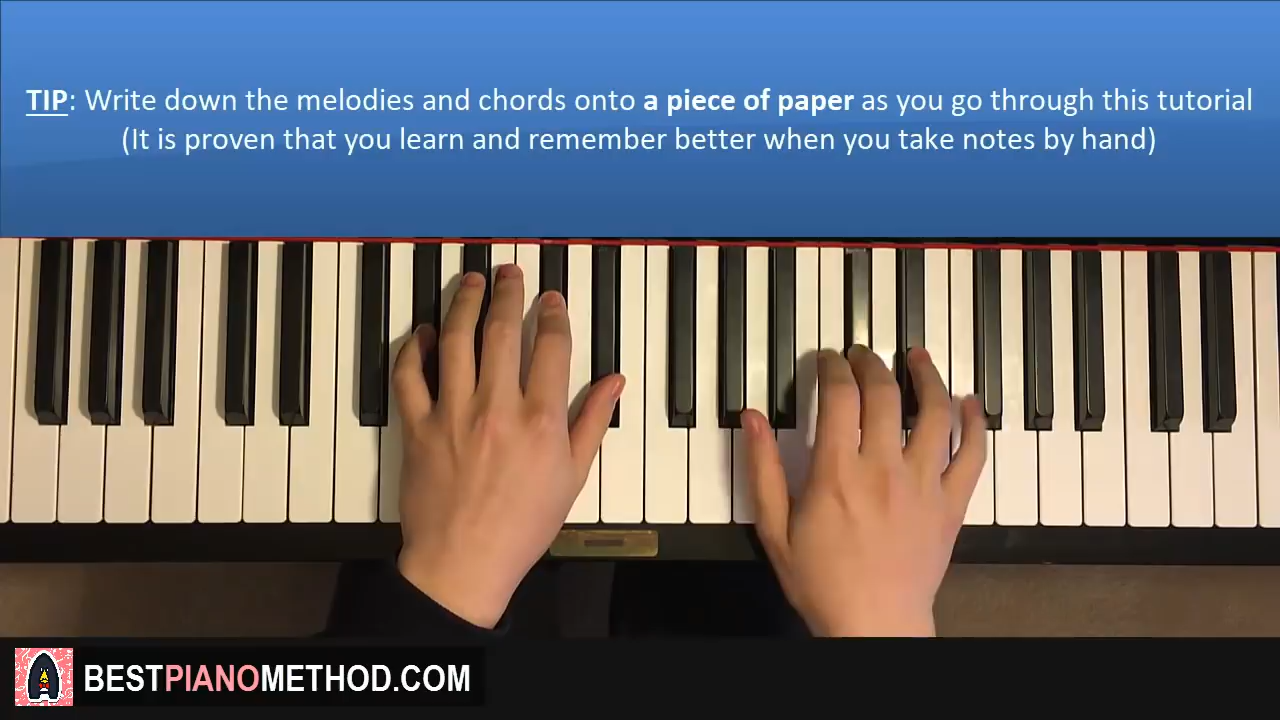 TIP: Write down the melodies and chords onto a piece of paper as you go through this tutorial
(It is proven that you learn and remember better when you take notes by hand)
BESTPIANOMETHOD.COM